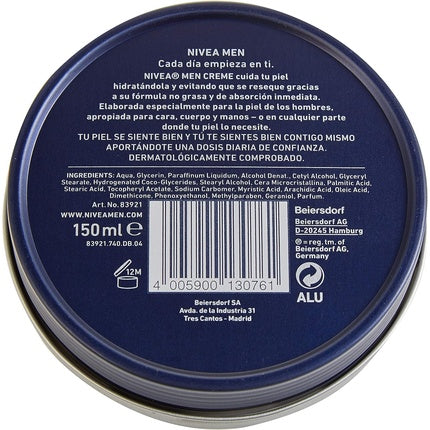 NIVEA MEN
Cada día empieza en ti.
NIVEA® MEN CREME cuida tu piel
hidratándola y evitando que se reseque gracias
a su fórmula no grasa y de absorción inmediata.
Elaborada especialmente para la piel de los hombres,
apropiada para cara, cuerpo y manos – o en cualquier
parte donde tu piel lo necesite.
TU PIEL SE SIENTE BIEN Y TÚ TE SIENTES BIEN CONTIGO MISMO
APORTÁNDOTE UNA DOSIS DIARIA DE CONFIANZA.
DERMATOLÓGICAMENTE COMPROBADO.
INGREDIENTS: Aqua, Glycerin, Paraffinum Liquidum, Alcohol Denat., Cetyl Alcohol, Glyceryl
Stearate, Hydrogenated Coco-Glycerides, Stearyl Alcohol, Cera Microcristallina, Palmitic Acid,
Stearic Acid, Tocopheryl Acetate, Sodium Carbomer, Myristic Acid, Arachidic Acid, Oleic Acid,
Dimethicone, Phenoxyethanol, Methylparaben, Geraniol, Parfum.
Art. No. 83921
WWW.NIVEAMEN.COM
150 ml e
83921.740.DB.04
12M
4 005900 130761
Beiersdorf SA
Avda. de la Industria 31
Tres Cantos - Madrid
Beiersdorf
Beiersdorf AG
D-20245 Hamburg
® = reg. tm. of
Beiersdorf AG,
Germany
ALU